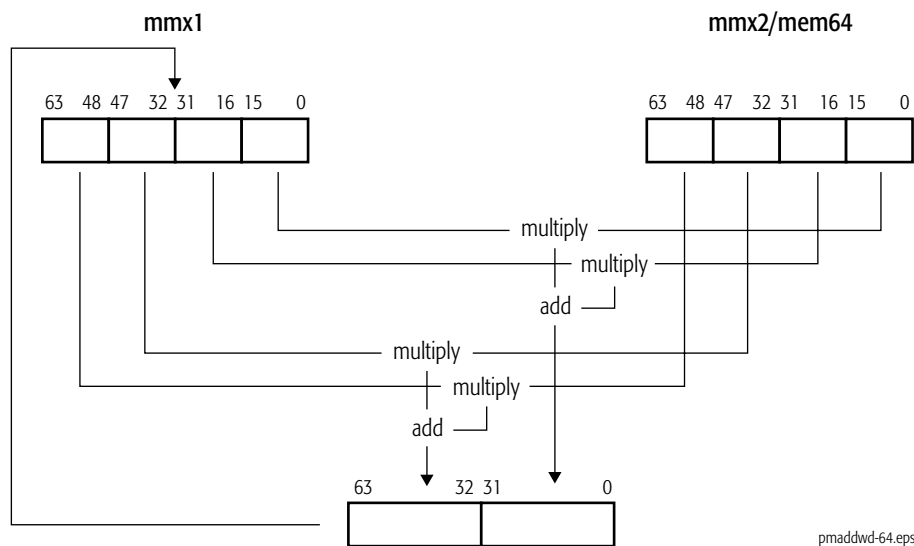 mmx1 mmx2/mem64
63 48 47 32 31 16 15 0 63 48 47 32 31 16 15 0
multiply
multiply
add
multiply
multiply
add
63 32 31 0
pmaddwd-64.eps